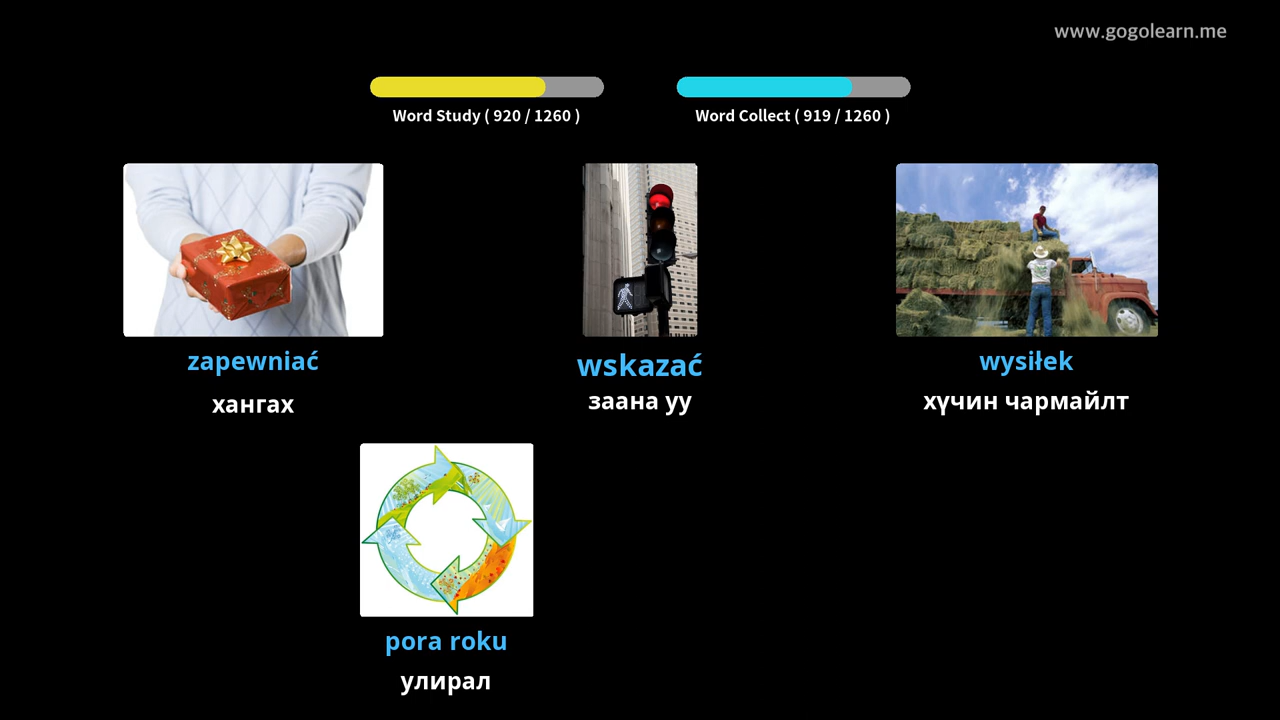 www.gogolearn.me
Word Study ( 920 / 1260 )
Word Collect ( 919 / 1260 )
zapewniać
хангах
wskazać
заана уу
wysiłek
хүчин чармайлт
pora roku
улирал